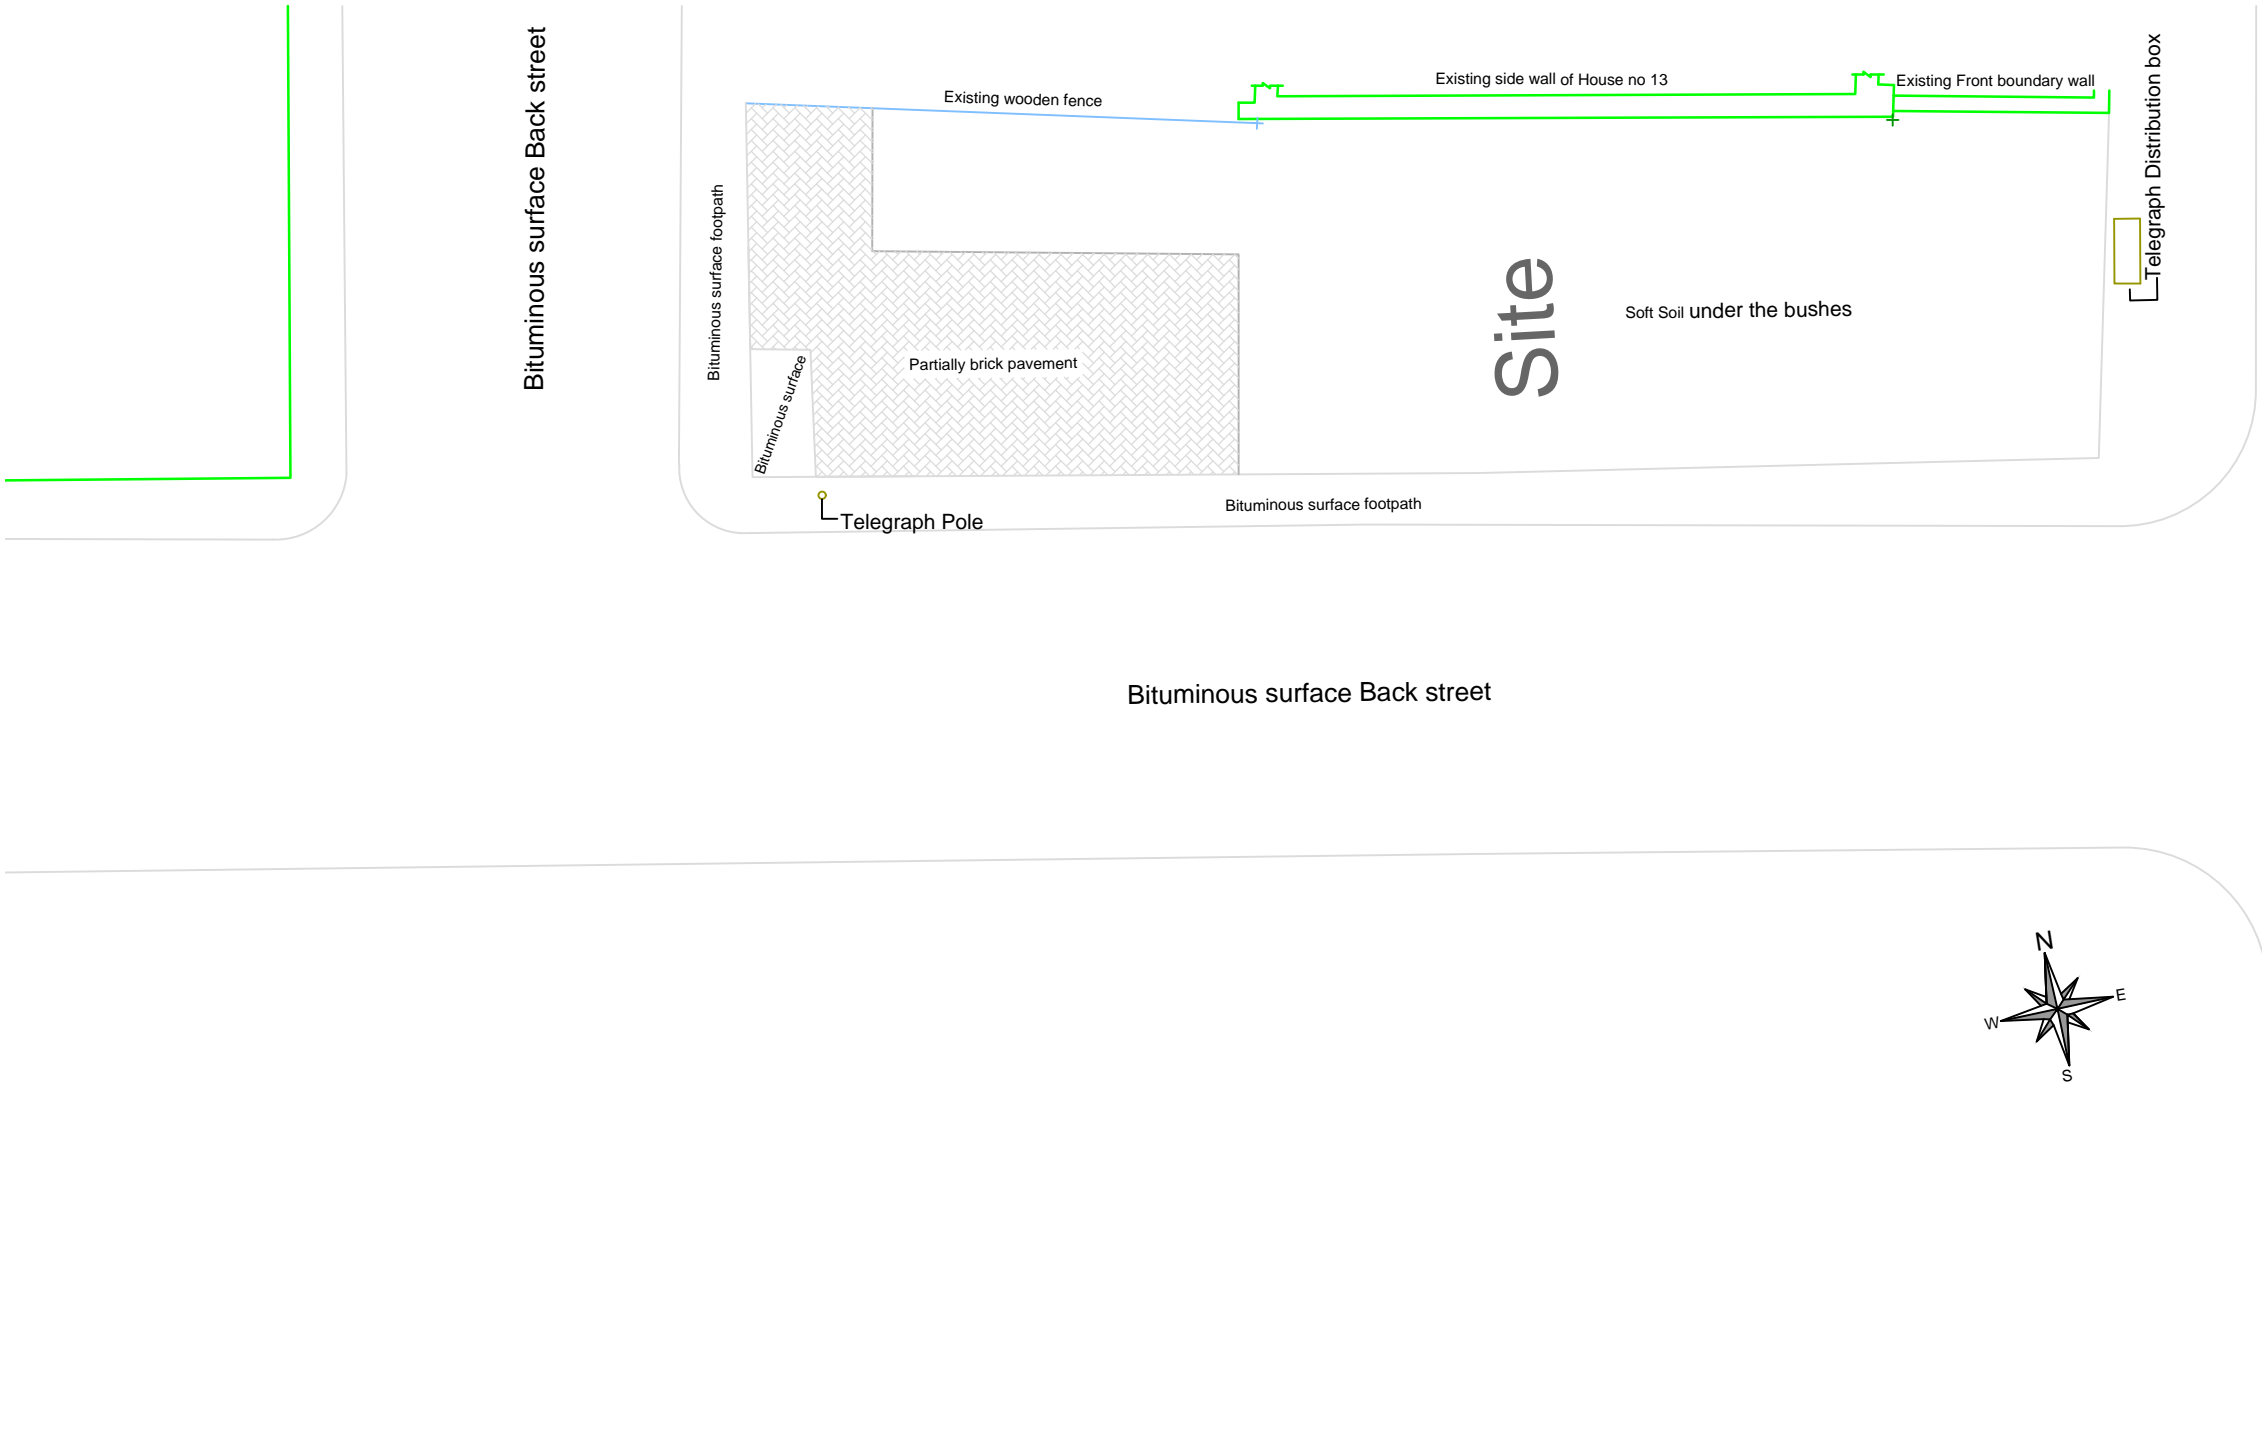 Existing side wall of House no 13
Existing Front boundary wall
Existing wooden fence
Bituminous surface Back street
Telegraph Distribution box
Bituminous surface footpath
Site
Soft Soil under the bushes
Partially brick pavement
Bituminous surface
Bituminous surface footpath
Telegraph Pole
Bituminous surface Back street
N
E
W
S